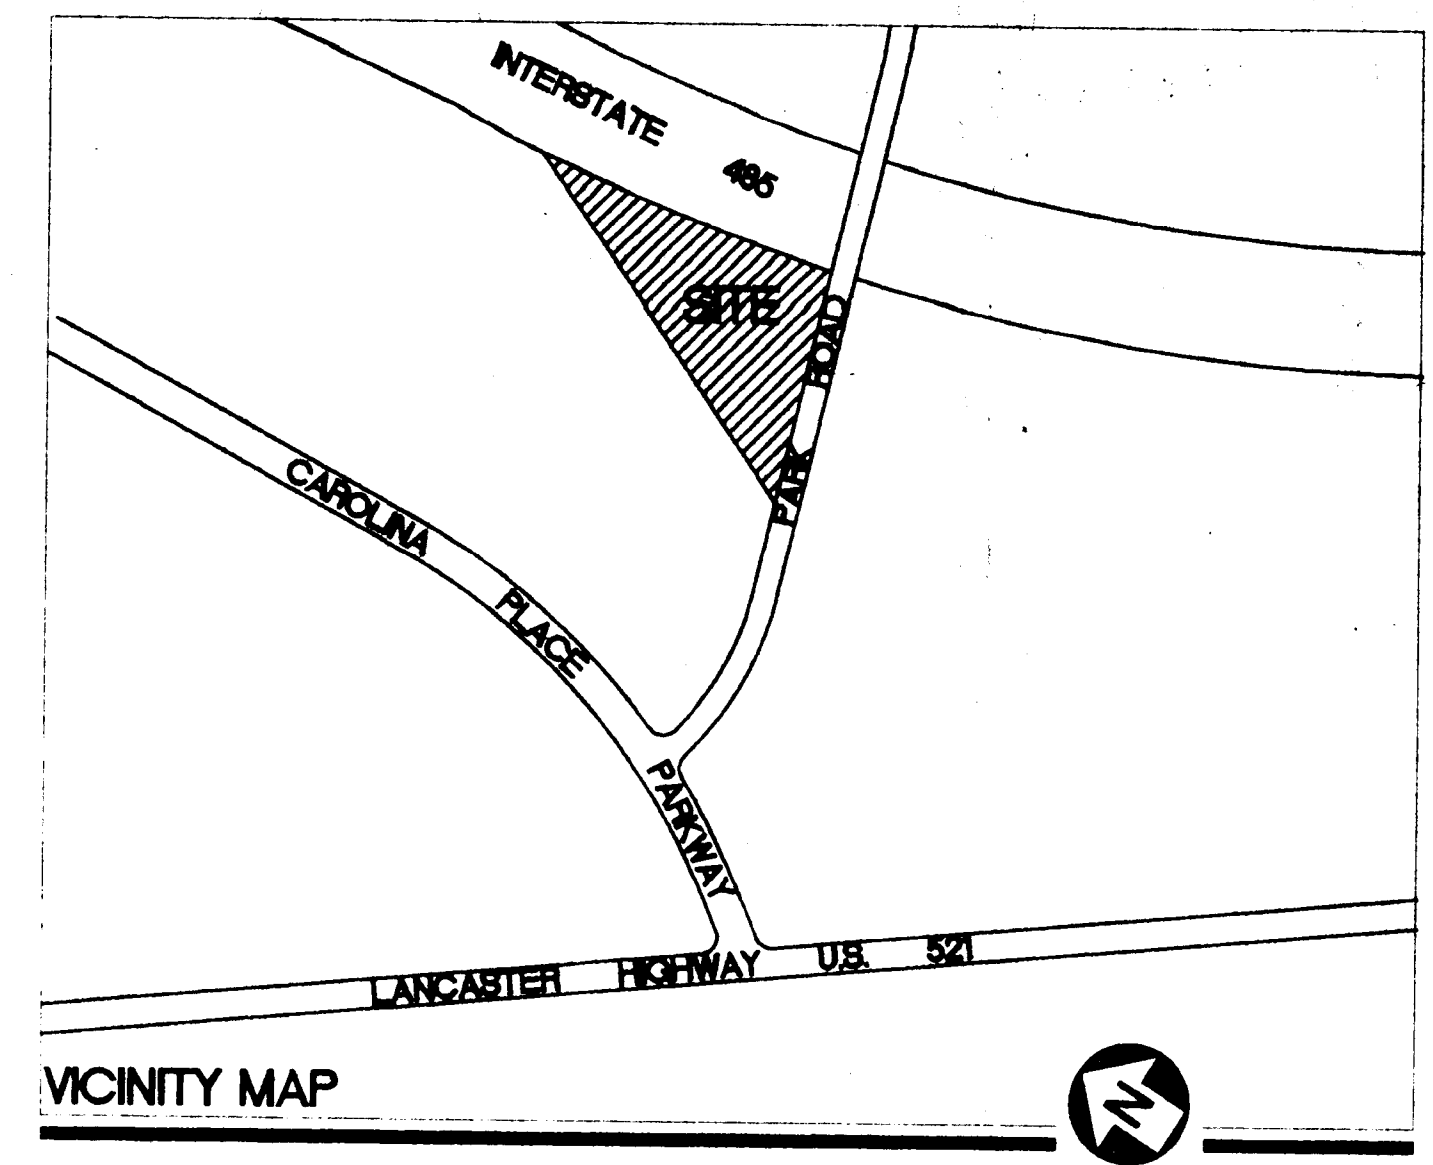 INTERSTATE 485
SITE
PARK ROAD
CAROLINA PLACE PARKWAY
LANCASTER HIGHWAY U.S. 521
VICINITY MAP
N